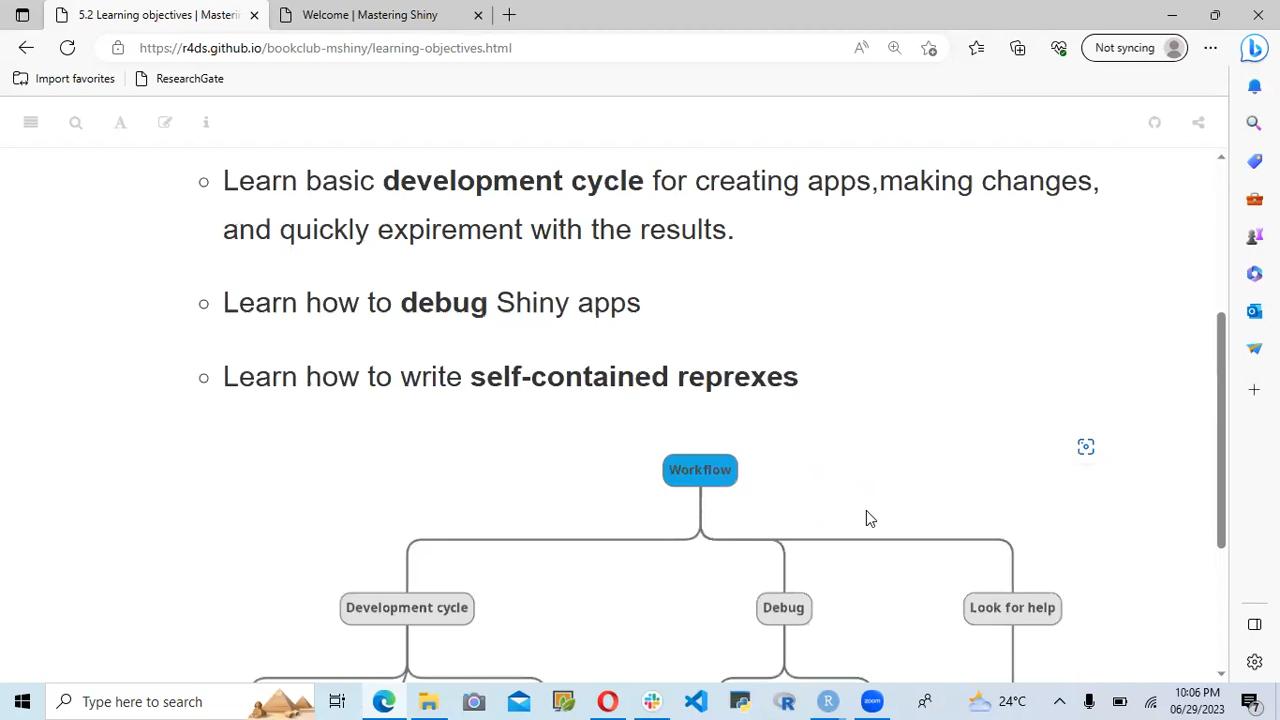 5.2 Learning objectives | Masterin
Welcome | Mastering Shiny
https://r4ds.github.io/bookclub-mshiny/learning-objectives.html
Not syncing
Import favorites
ResearchGate
Learn basic development cycle for creating apps,making changes,
and quickly expirement with the results.
Learn how to debug Shiny apps
Learn how to write self-contained reprexes
Workflow
Development cycle
Debug
Look for help
Type here to search
zoom
24°C
10:06 PM
06/29/2023
7